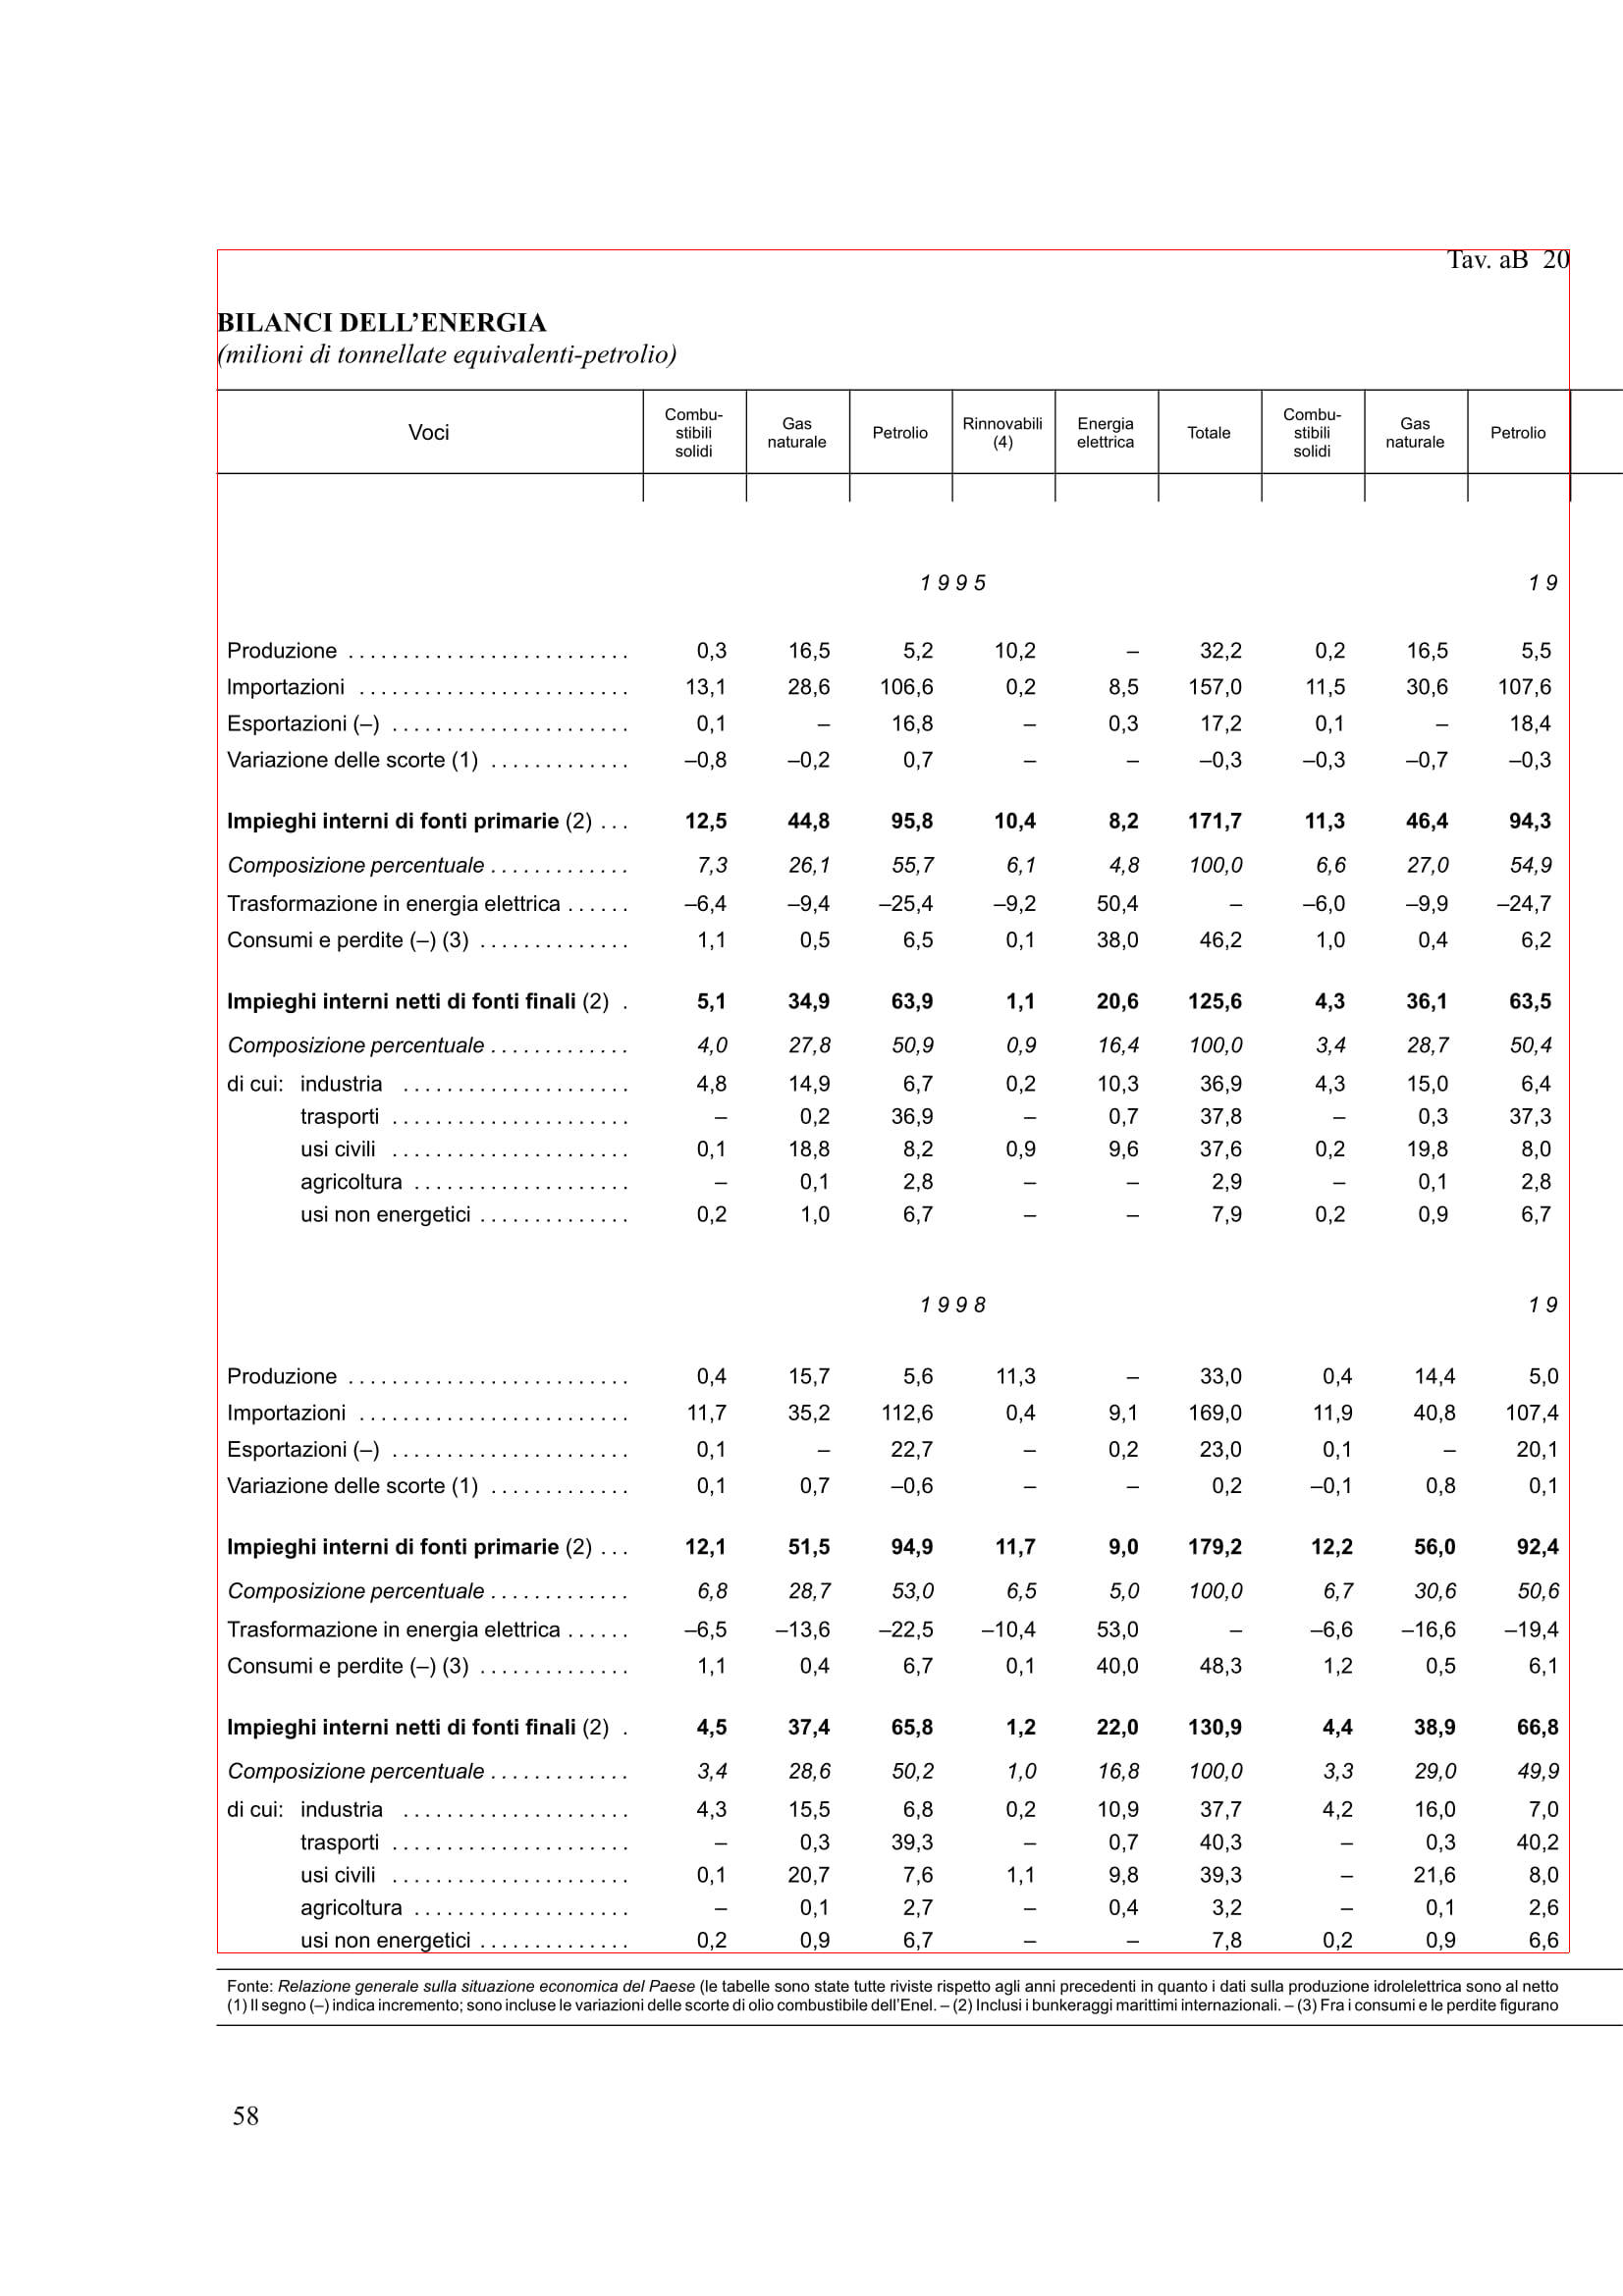 Tav. aB 20
BILANCI DELL’ENERGIA
(milioni di tonnellate equivalenti-petrolio)
Voci Combu-stibili solidi Gas naturale Petrolio Rinnovabili (4) Energia elettrica Totale Combu-stibili solidi Gas naturale Petrolio
1 9 9 5 1 9
Produzione . . . . . . . . . . . . . . . . . . . . . . . . . . 0,3 16,5 5,2 10,2 – 32,2 0,2 16,5 5,5
Importazioni . . . . . . . . . . . . . . . . . . . . . . . . . 13,1 28,6 106,6 0,2 8,5 157,0 11,5 30,6 107,6
Esportazioni (–) . . . . . . . . . . . . . . . . . . . . . . 0,1 – 16,8 – 0,3 17,2 0,1 – 18,4
Variazione delle scorte (1) . . . . . . . . . . . . . –0,8 –0,2 0,7 – – –0,3 –0,3 –0,7 –0,3
Impieghi interni di fonti primarie (2) . . . 12,5 44,8 95,8 10,4 8,2 171,7 11,3 46,4 94,3
Composizione percentuale . . . . . . . . . . . . . 7,3 26,1 55,7 6,1 4,8 100,0 6,6 27,0 54,9
Trasformazione in energia elettrica . . . . . . –6,4 –9,4 –25,4 –9,2 50,4 – –6,0 –9,9 –24,7
Consumi e perdite (–) (3) . . . . . . . . . . . . . . 1,1 0,5 6,5 0,1 38,0 46,2 1,0 0,4 6,2
Impieghi interni netti di fonti finali (2) . 5,1 34,9 63,9 1,1 20,6 125,6 4,3 36,1 63,5
Composizione percentuale . . . . . . . . . . . . . 4,0 27,8 50,9 0,9 16,4 100,0 3,4 28,7 50,4
di cui: industria . . . . . . . . . . . . . . . . . . . . . 4,8 14,9 6,7 0,2 10,3 36,9 4,3 15,0 6,4
trasporti . . . . . . . . . . . . . . . . . . . . . . – 0,2 36,9 – 0,7 37,8 – 0,3 37,3
usi civili . . . . . . . . . . . . . . . . . . . . . . 0,1 18,8 8,2 0,9 9,6 37,6 0,2 19,8 8,0
agricoltura . . . . . . . . . . . . . . . . . . . . – 0,1 2,8 – – 2,9 – 0,1 2,8
usi non energetici . . . . . . . . . . . . . . 0,2 1,0 6,7 – – 7,9 0,2 0,9 6,7
1 9 9 8 1 9
Produzione . . . . . . . . . . . . . . . . . . . . . . . . . . 0,4 15,7 5,6 11,3 – 33,0 0,4 14,4 5,0
Importazioni . . . . . . . . . . . . . . . . . . . . . . . . . 11,7 35,2 112,6 0,4 9,1 169,0 11,9 40,8 107,4
Esportazioni (–) . . . . . . . . . . . . . . . . . . . . . . 0,1 – 22,7 – 0,2 23,0 0,1 – 20,1
Variazione delle scorte (1) . . . . . . . . . . . . . 0,1 0,7 –0,6 – – 0,2 –0,1 0,8 0,1
Impieghi interni di fonti primarie (2) . . . 12,1 51,5 94,9 11,7 9,0 179,2 12,2 56,0 92,4
Composizione percentuale . . . . . . . . . . . . . 6,8 28,7 53,0 6,5 5,0 100,0 6,7 30,6 50,6
Trasformazione in energia elettrica . . . . . . –6,5 –13,6 –22,5 –10,4 53,0 – –6,6 –16,6 –19,4
Consumi e perdite (–) (3) . . . . . . . . . . . . . . 1,1 0,4 6,7 0,1 40,0 48,3 1,2 0,5 6,1
Impieghi interni netti di fonti finali (2) . 4,5 37,4 65,8 1,2 22,0 130,9 4,4 38,9 66,8
Composizione percentuale . . . . . . . . . . . . . 3,4 28,6 50,2 1,0 16,8 100,0 3,3 29,0 49,9
di cui: industria . . . . . . . . . . . . . . . . . . . . . 4,3 15,5 6,8 0,2 10,9 37,7 4,2 16,0 7,0
trasporti . . . . . . . . . . . . . . . . . . . . . . – 0,3 39,3 – 0,7 40,3 – 0,3 40,2
usi civili . . . . . . . . . . . . . . . . . . . . . . 0,1 20,7 7,6 1,1 9,8 39,3 – 21,6 8,0
agricoltura . . . . . . . . . . . . . . . . . . . . – 0,1 2,7 – 0,4 3,2 – 0,1 2,6
usi non energetici . . . . . . . . . . . . . . 0,2 0,9 6,7 – – 7,8 0,2 0,9 6,6
Fonte: Relazione generale sulla situazione economica del Paese (le tabelle sono state tutte riviste rispetto agli anni precedenti in quanto i dati sulla produzione idrolelettrica sono al netto
(1) Il segno (–) indica incremento; sono incluse le variazioni delle scorte di olio combustibile dell’Enel. – (2) Inclusi i bunkeraggi marittimi internazionali. – (3) Fra i consumi e le perdite figurano
58